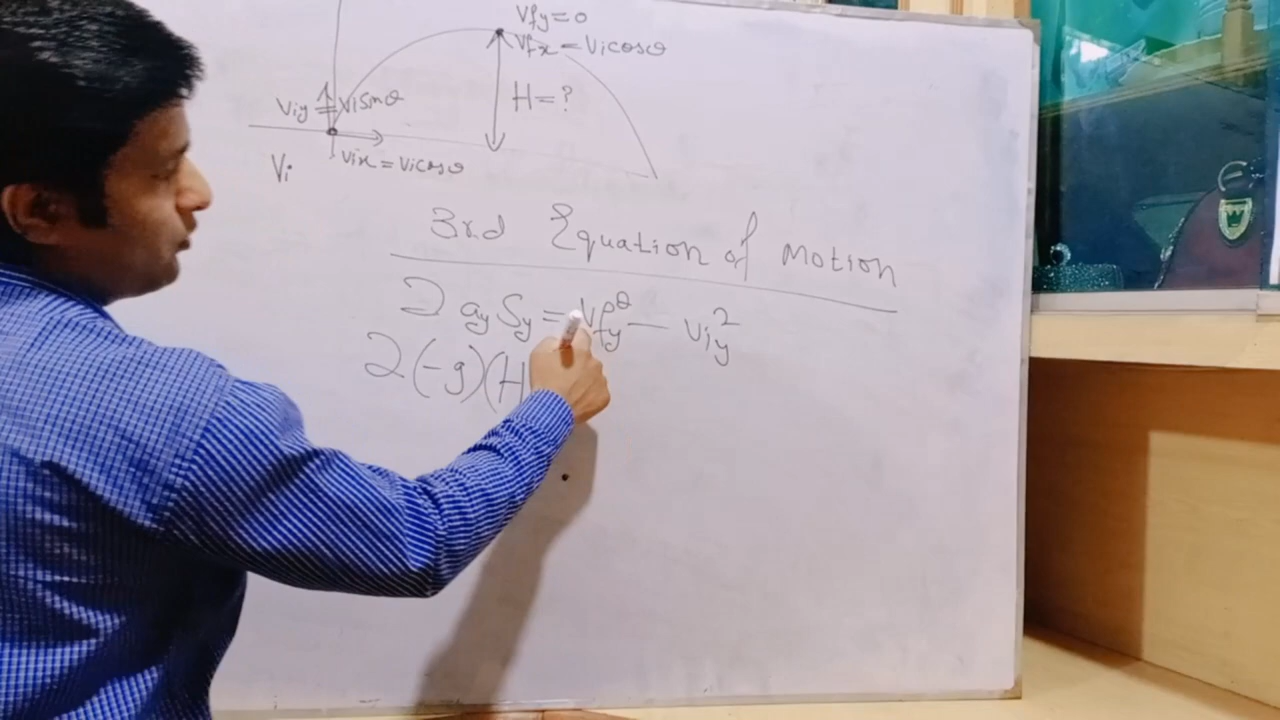 Vfy=0
Vfx=Vicosθ
Viy=Visinθ
H=?
Vix=Vicosθ
Vi
3rd Equation of Motion
2 ay Sy = Vfy² - Viy²
2(-g)(H